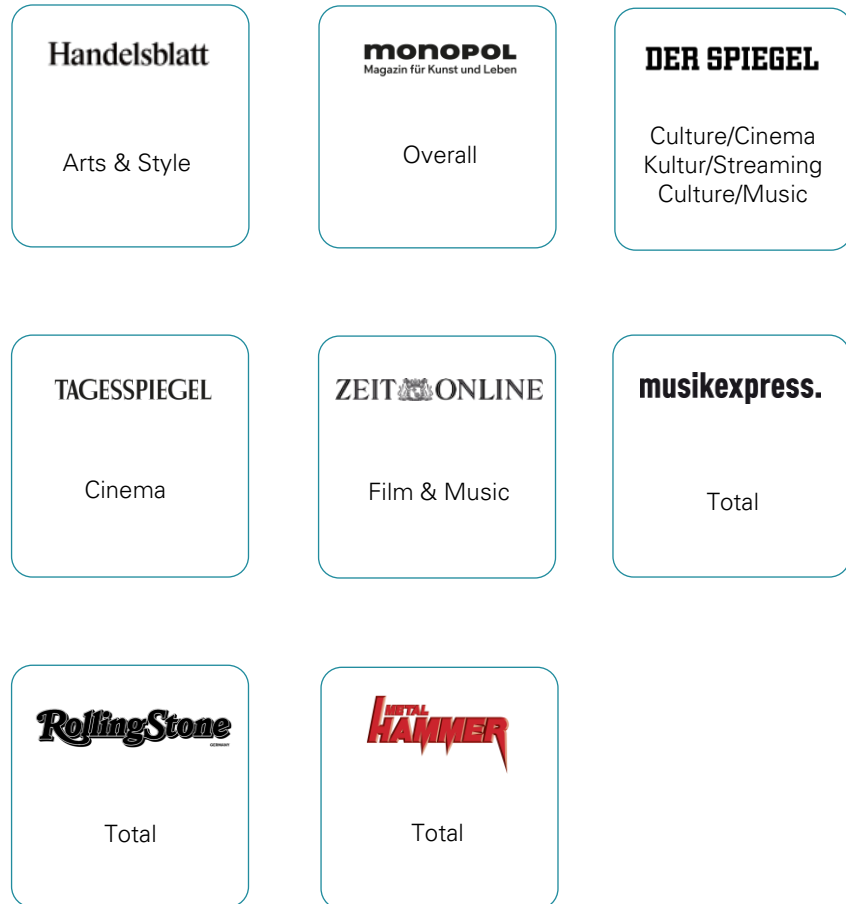 Handelsblatt
Arts & Style
MONOPOL
Magazin für Kunst und Leben
Overall
DER SPIEGEL
Culture/Cinema
Kultur/Streaming
Culture/Music
TAGESSPIEGEL
Cinema
ZEIT ONLINE
Film & Music
musikexpress.
Total
RollingStone
GERMANY
Total
METAL
HAMMER
Total